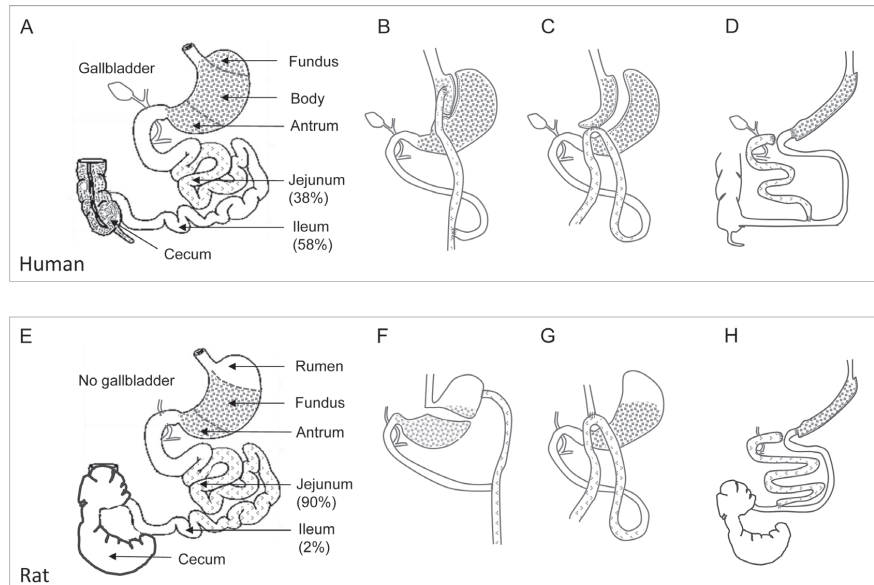 A
B
C
D
Gallbladder
Fundus
Body
Antrum
Jejunum
(38%)
Ileum
(58%)
Cecum
Human
E
F
G
H
No gallbladder
Rumen
Fundus
Antrum
Jejunum
(90%)
Ileum
(2%)
Cecum
Rat